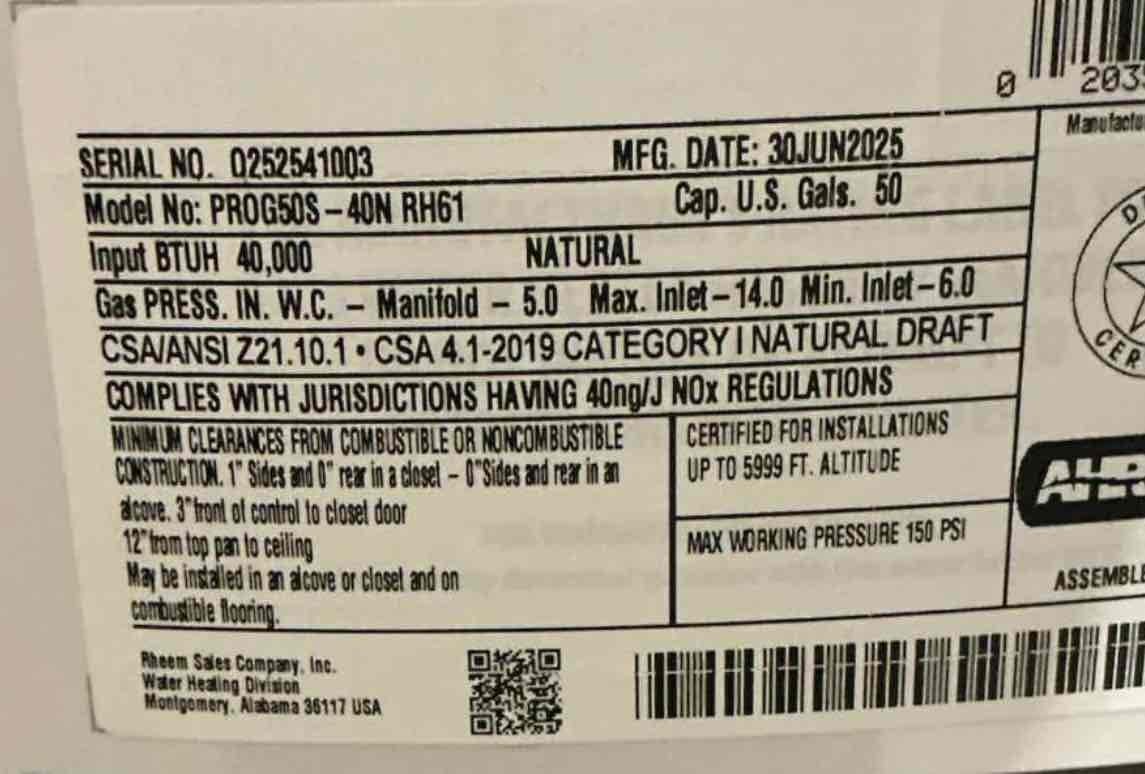 0 203
SERIAL NO. Q252541003 MFG. DATE: 30JUN2025
Model No: PROG50S-40N RH61 Cap. U.S. Gals. 50
Input BTUH 40,000 NATURAL
Gas PRESS. IN. W.C. - Manifold - 5.0 Max. Inlet-14.0 Min. Inlet-6.0
CSA/ANSI Z21.10.1 • CSA 4.1-2019 CATEGORY I NATURAL DRAFT
COMPLIES WITH JURISDICTIONS HAVING 40ng/J NOx REGULATIONS
MINIMUM CLEARANCES FROM COMBUSTIBLE OR NONCOMBUSTIBLE
CONSTRUCTION. 1" Sides and 0" rear in a closet - 0"Sides and rear in an
alcove. 3"front of control to closet door
12"from top pan to ceiling
May be installed in an alcove or closet and on
combustible flooring.
CERTIFIED FOR INSTALLATIONS
UP TO 5999 FT. ALTITUDE
MAX WORKING PRESSURE 150 PSI
Rheem Sales Company, Inc.
Water Heating Division
Montgomery, Alabama 36117 USA
Manufactu
CER
AHR
ASSEMBLE